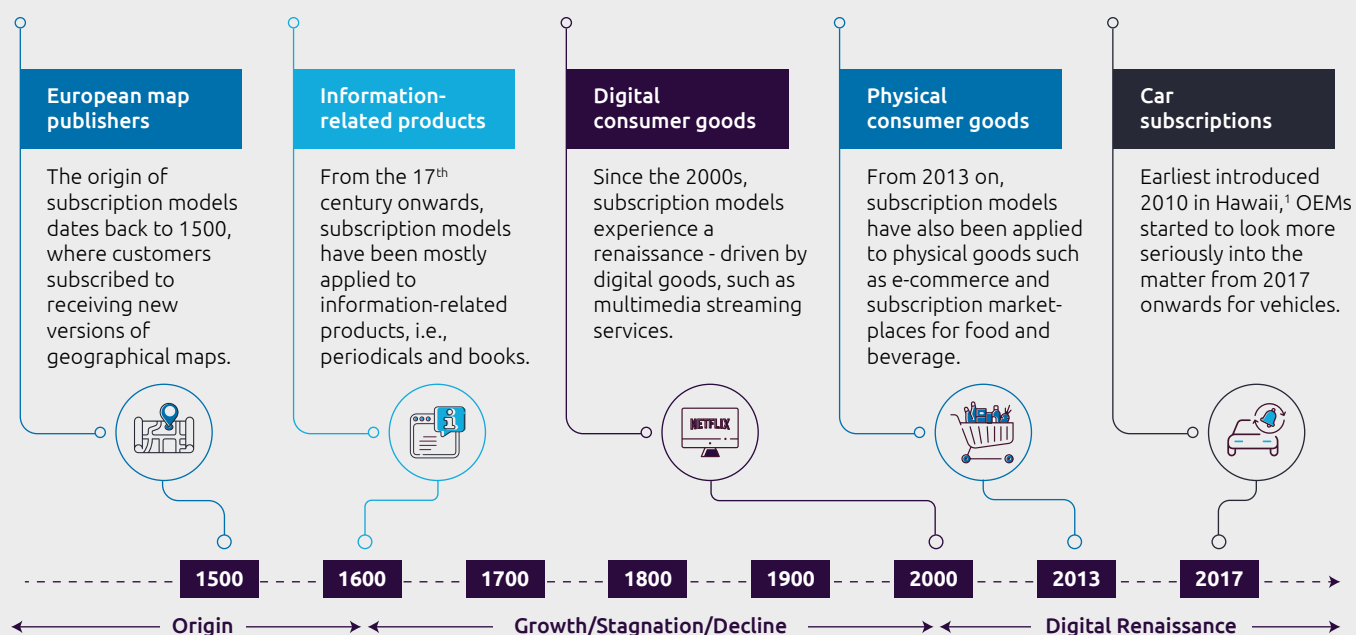 European map
publishers
The origin of
subscription models
dates back to 1500,
where customers
subscribed to
receiving new
versions of
geographical maps.
Information-
related products
From the 17th
century onwards,
subscription models
have been mostly
applied to
information-related
products, i.e.,
periodicals and books.
Digital
consumer goods
Since the 2000s,
subscription models
experience a
renaissance - driven by
digital goods, such as
multimedia streaming
services.
Physical
consumer goods
From 2013 on,
subscription models
have also been applied
to physical goods such
as e-commerce and
subscription market-
places for food and
beverage.
Car
subscriptions
Earliest introduced
2010 in Hawaii,¹ OEMs
started to look more
seriously into the
matter from 2017
onwards for vehicles.
i
NETFLIX
1500
1600
1700
1800
1900
2000
2013
2017
Origin
Growth/Stagnation/Decline
Digital Renaissance